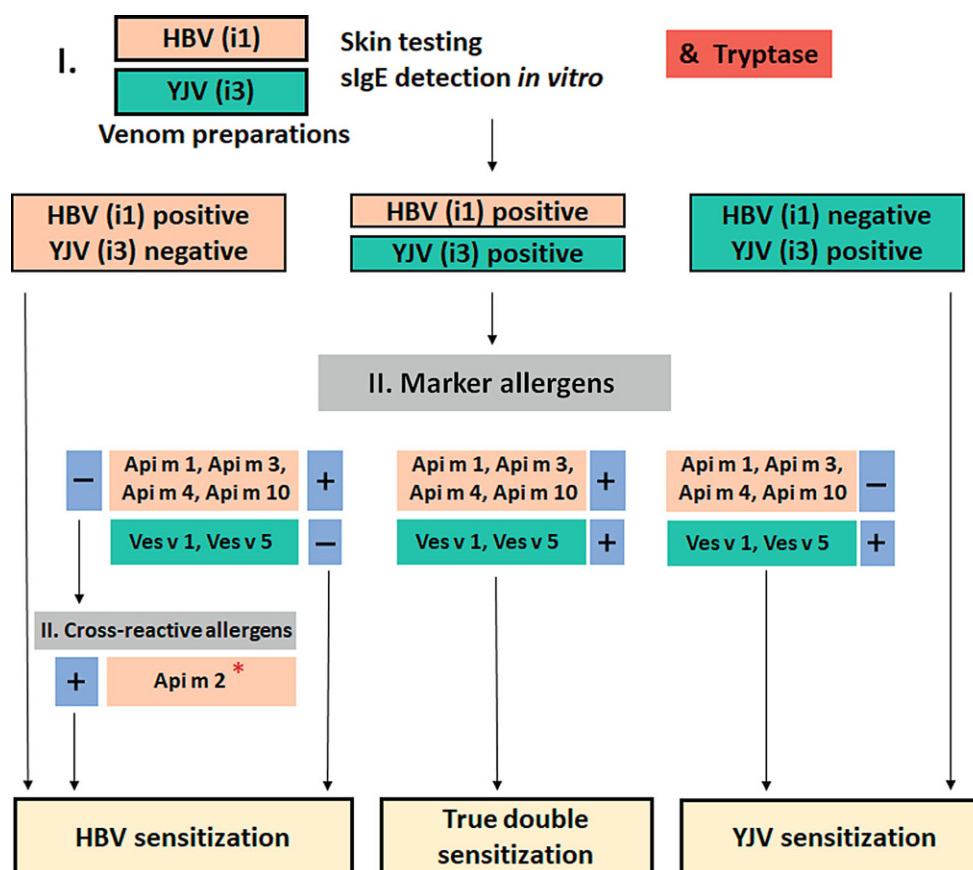 I.
HBV (i1)
YJV (i3)
Venom preparations
Skin testing
sIgE detection in vitro
& Tryptase
HBV (i1) positive
YJV (i3) negative
HBV (i1) positive
YJV (i3) positive
HBV (i1) negative
YJV (i3) positive
II. Marker allergens
−
Api m 1, Api m 3,
Api m 4, Api m 10
+
Ves v 1, Ves v 5
−
Api m 1, Api m 3,
Api m 4, Api m 10
+
Ves v 1, Ves v 5
+
Api m 1, Api m 3,
Api m 4, Api m 10
−
Ves v 1, Ves v 5
+
II. Cross-reactive allergens
+
Api m 2 *
HBV sensitization
True double
sensitization
YJV sensitization